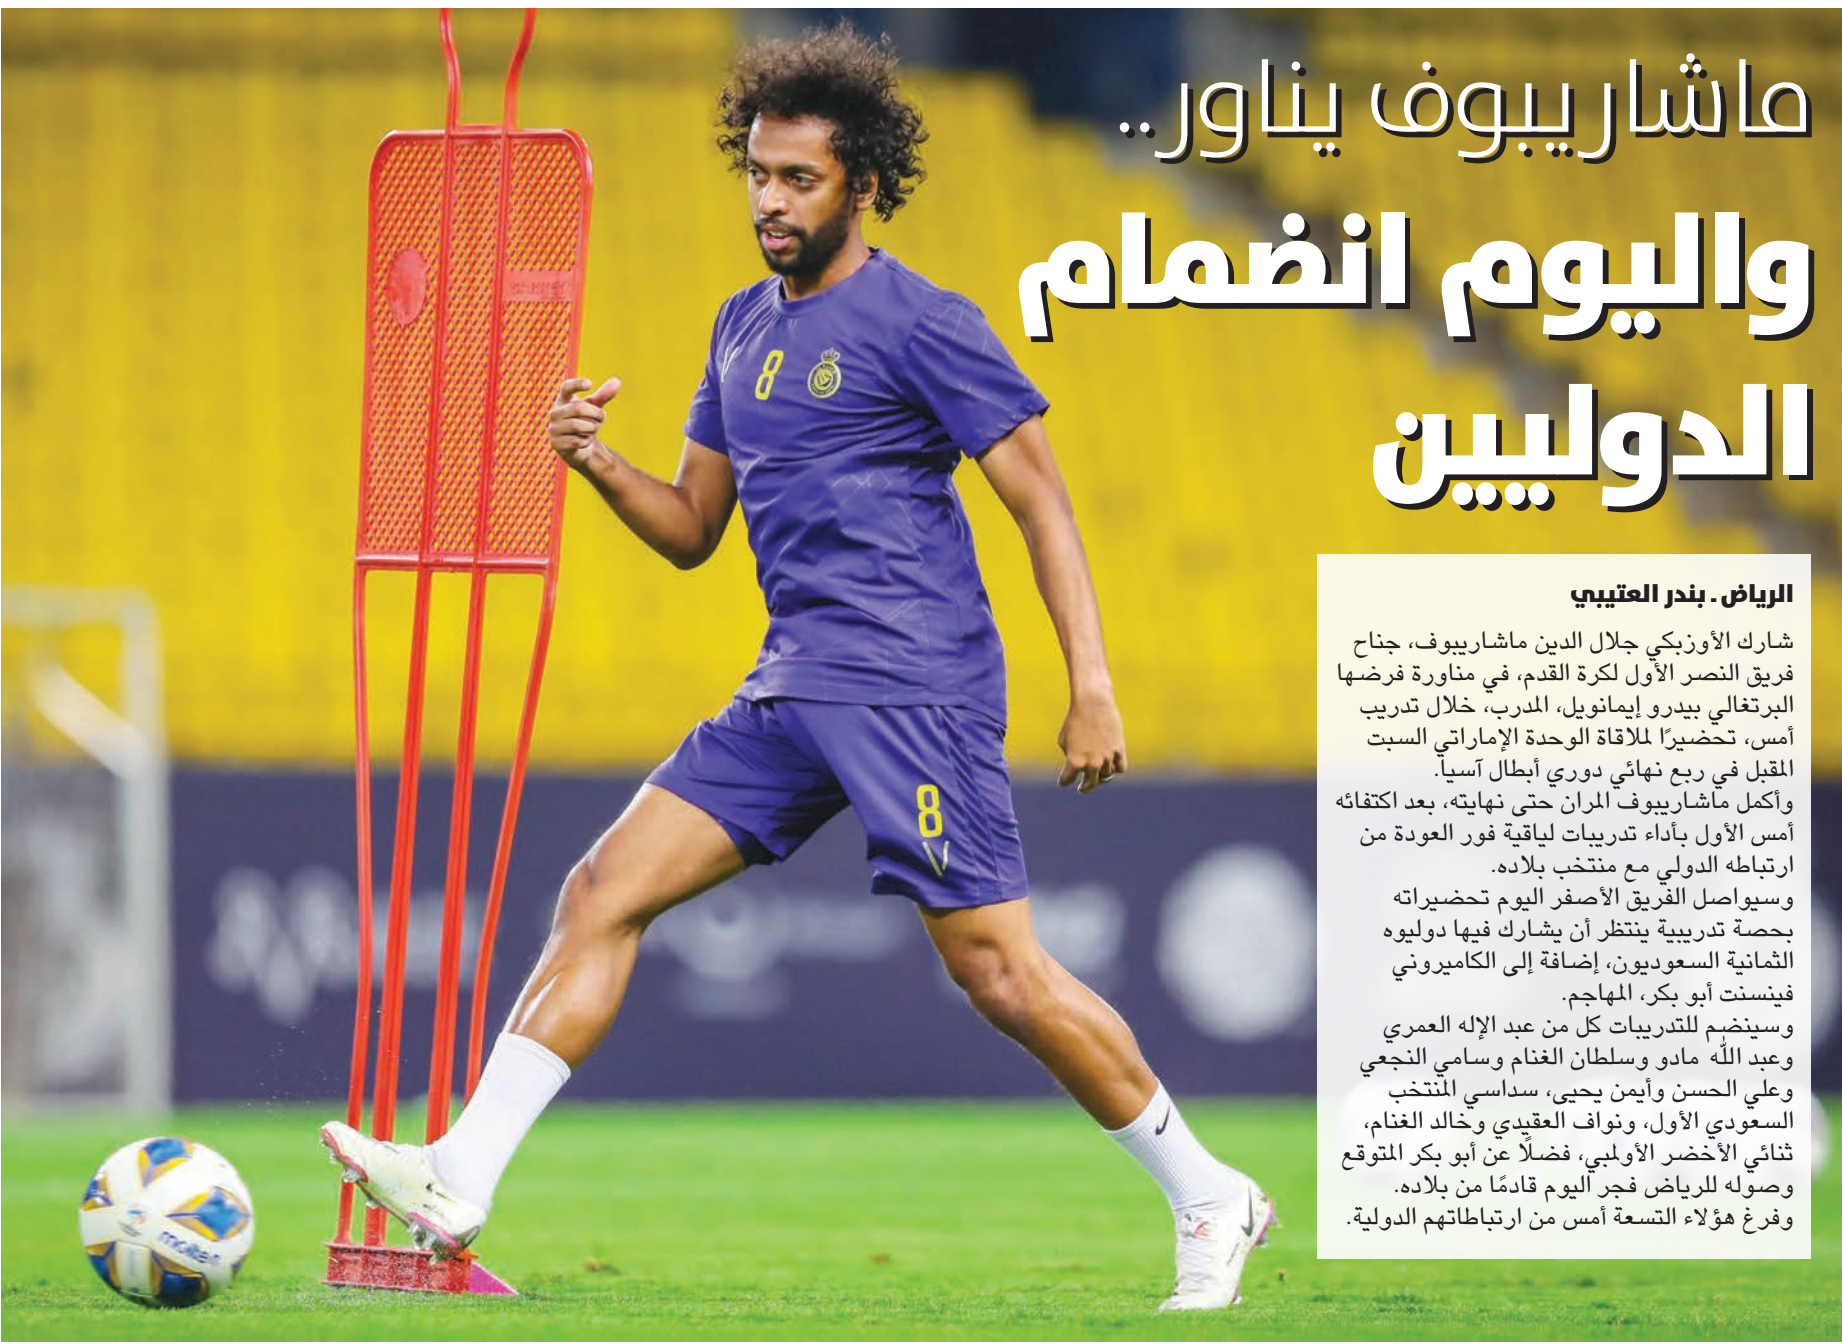 ماشاريبوف يناور..
واليوم انضمام
الدوليين
الرياض ـ بندر العتيبي
شارك الأوزبكي جلال الدين ماشاريبوف، جناح
فريق النصر الأول لكرة القدم، في مناورة فرضها
البرتغالي بيدرو إيمانويل، المدرب، خلال تدريب
أمس، تحضيرًا لملاقاة الوحدة الإماراتي السبت
المقبل في ربع نهائي دوري أبطال آسيا.
وأكمل ماشاريبوف المران حتى نهايته، بعد اكتفائه
أمس الأول بأداء تدريبات لياقية فور العودة من
ارتباطه الدولي مع منتخب بلاده.
وسيواصل الفريق الأصفر اليوم تحضيراته
بحصة تدريبية ينتظر أن يشارك فيها دوليوه
الثمانية السعوديون، إضافة إلى الكاميروني
فينسنت أبو بكر، المهاجم.
وسينضم للتدريبات كل من عبد الإله العمري
وعبد الله مادو وسلطان الغنام وسامي النجعي
وعلي الحسن وأيمن يحيى، سداسي المنتخب
السعودي الأول، ونواف العقيدي وخالد الغنام،
ثنائي الأخضر الأولمبي، فضلًا عن أبو بكر المتوقع
وصوله للرياض فجر اليوم قادمًا من بلاده.
وفرغ هؤلاء التسعة أمس من ارتباطاتهم الدولية.
8
8
molten